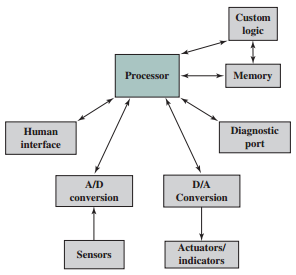 Custom
logic
Processor
Memory
Human
interface
Diagnostic
port
A/D
conversion
D/A
Conversion
Sensors
Actuators/
indicators